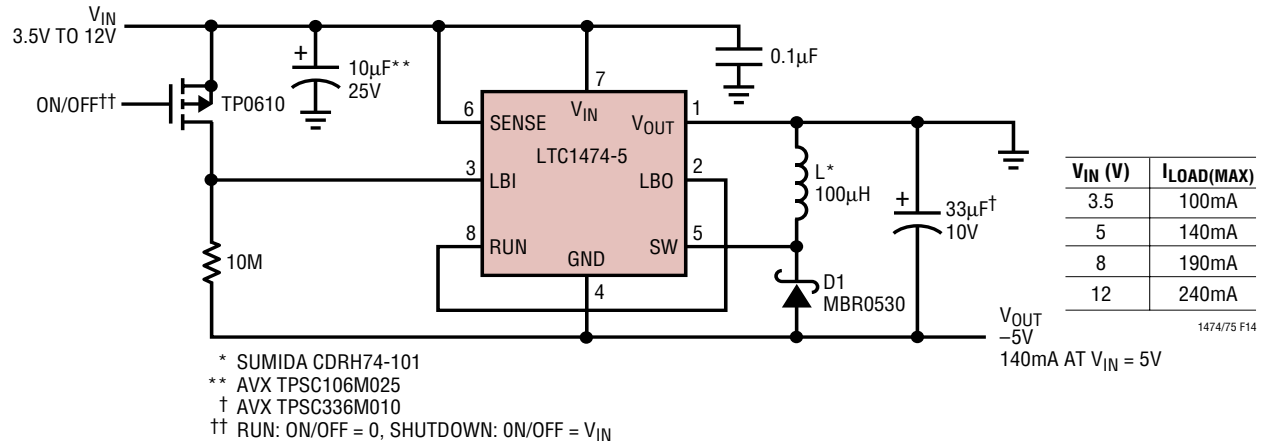 VIN
3.5V TO 12V
ON/OFF††
TP0610
+
10µF**
25V
0.1µF
7
VIN
6
SENSE
VOUT
1
LTC1474-5
3
LBI
LBO
2
8
RUN
SW
5
GND
4
10M
L*
100µH
+
33µF†
10V
D1
MBR0530
VIN (V) ILOAD(MAX)
3.5 100mA
5 140mA
8 190mA
12 240mA
1474/75 F14
VOUT
–5V
140mA AT VIN = 5V
* SUMIDA CDRH74-101
** AVX TPSC106M025
† AVX TPSC336M010
†† RUN: ON/OFF = 0, SHUTDOWN: 0N/OFF = VIN